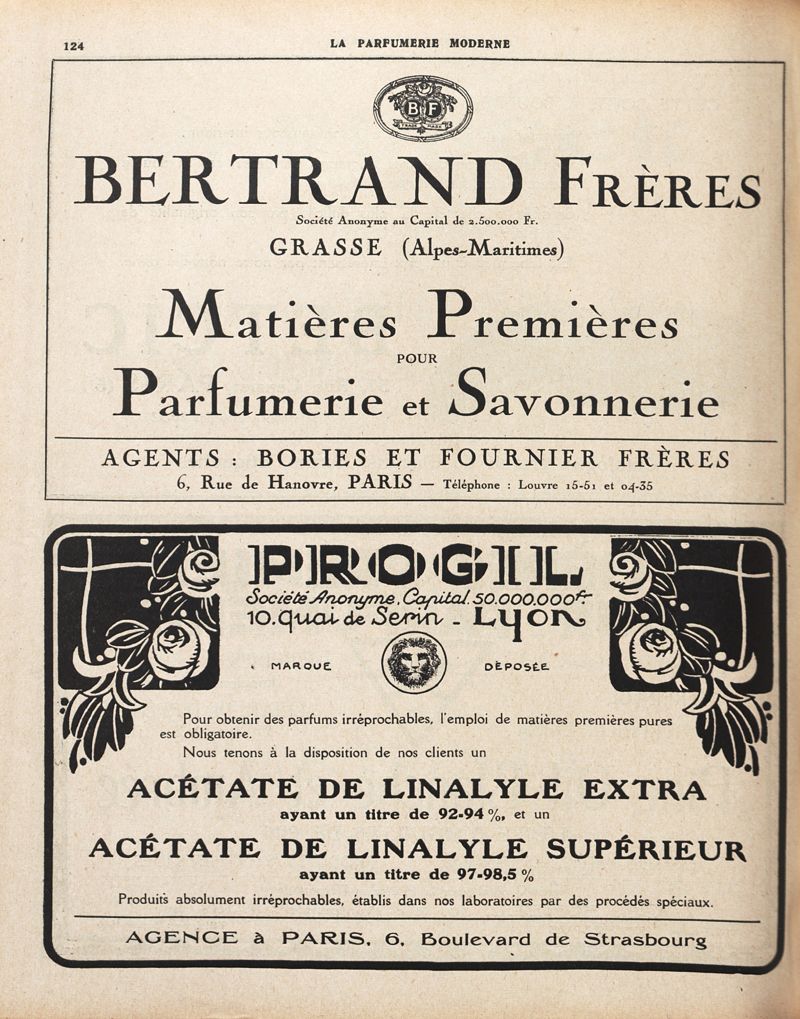 124
LA PARFUMERIE MODERNE
B F
TRADE MARK
BERTRAND FRÈRES
Société Anonyme au Capital de 2.500.000 Fr.
GRASSE (Alpes-Maritimes)
Matières Premières
POUR
Parfumerie et Savonnerie
AGENTS : BORIES ET FOURNIER FRÈRES
6, Rue de Hanovre, PARIS — Téléphone : Louvre 15-51 et 04-35
PROGIL
Société Anonyme, Capital. 50.000.000fr
10. quai de Serin - Lyon
MARQUE DÉPOSÉE
Pour obtenir des parfums irréprochables, l'emploi de matières premières pures
est obligatoire.
Nous tenons à la disposition de nos clients un
ACÉTATE DE LINALYLE EXTRA
ayant un titre de 92-94 %, et un
ACÉTATE DE LINALYLE SUPÉRIEUR
ayant un titre de 97-98,5 %
Produits absolument irréprochables, établis dans nos laboratoires par des procédés spéciaux.
AGENCE à PARIS, 6, Boulevard de Strasbourg